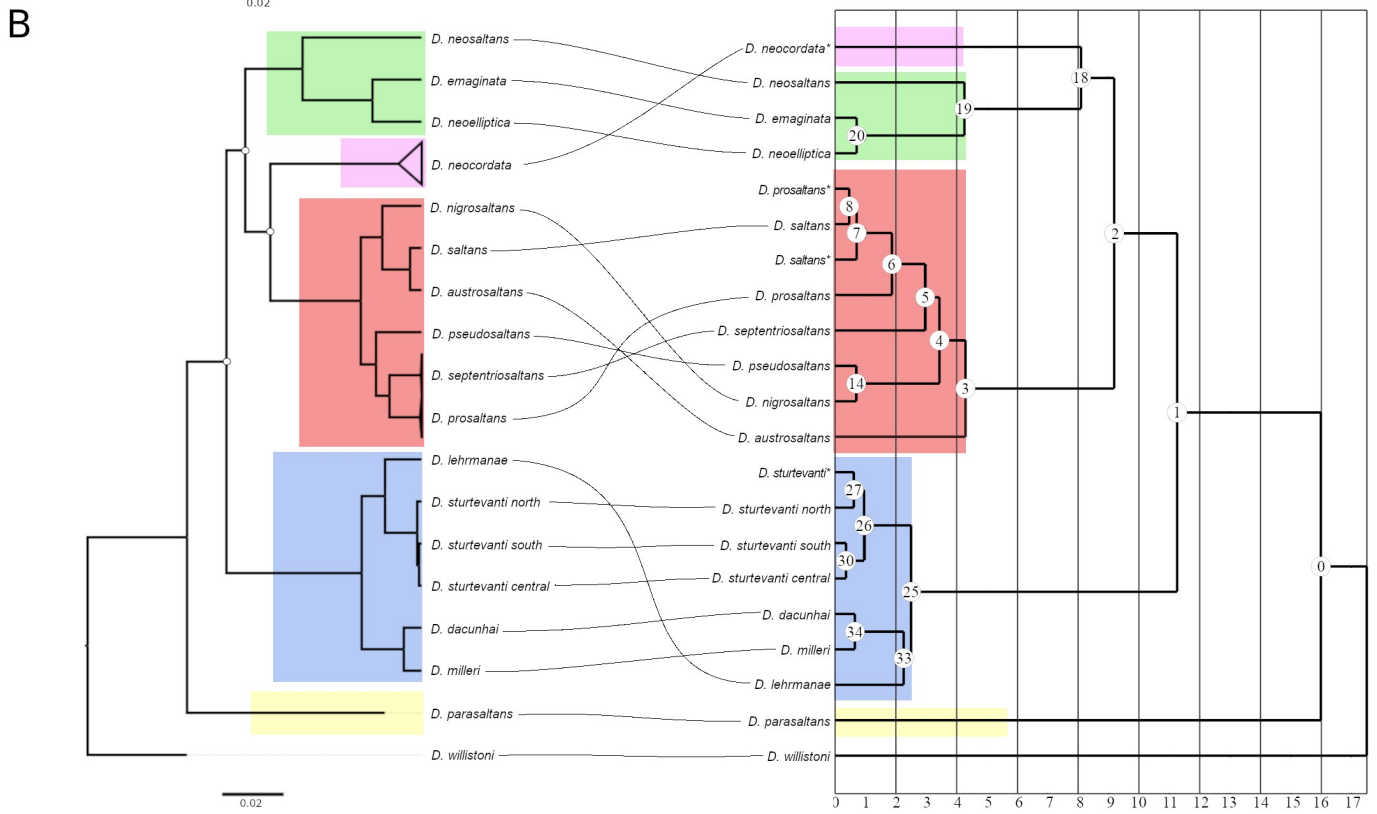 0.02
B
D. neosaltans
D. emaginata
D. neoelliptica
D. neocordata
D. nigrosaltans
D. saltans
D. austrosaltans
D. pseudosaltans
D. septentriosaltans
D. prosaltans
D. lehrmanae
D. sturtevanti north
D. sturtevanti south
D. sturtevanti central
D. dacunhai
D. milleri
D. parasaltans
D. willistoni
0.02
D. neocordata*
D. neosaltans
D. emaginata
D. neoelliptica
D. prosaltans*
D. saltans
D. saltans*
D. prosaltans
D. septentriosaltans
D. pseudosaltans
D. nigrosaltans
D. austrosaltans
D. sturtevanti*
D. sturtevanti north
D. sturtevanti south
D. sturtevanti central
D. dacunhai
D. milleri
D. lehrmanae
D. parasaltans
D. willistoni
18
19
20
8
7
2
6
5
4
14
3
1
27
26
30
0
25
34
33
0 1 2 3 4 5 6 7 8 9 10 11 12 13 14 15 16 17